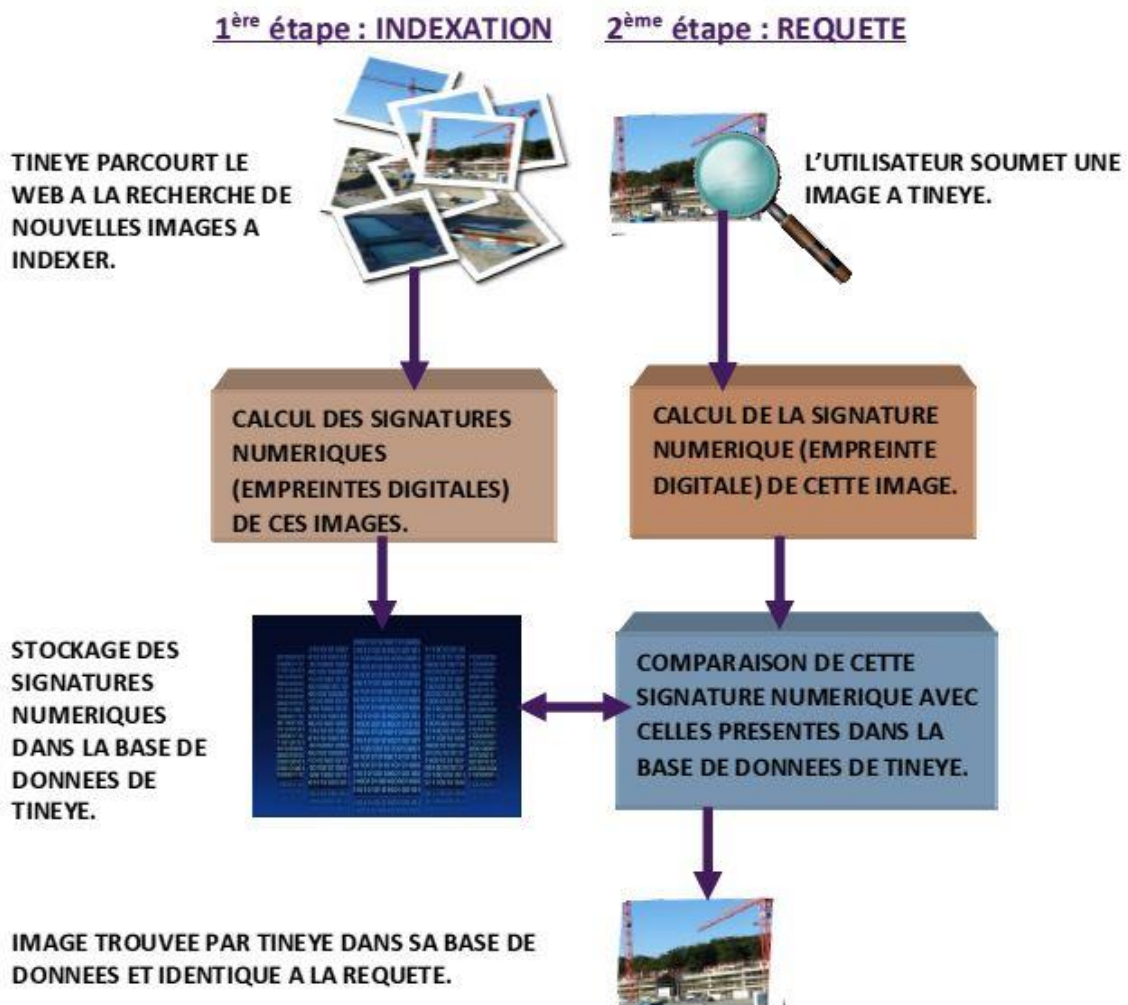 1ère étape : INDEXATION
2ème étape : REQUETE
TINEYE PARCOURT LE
WEB A LA RECHERCHE DE
NOUVELLES IMAGES A
INDEXER.
L'UTILISATEUR SOUMET UNE
IMAGE A TINEYE.
CALCUL DES SIGNATURES
NUMERIQUES
(EMPREINTES DIGITALES)
DE CES IMAGES.
CALCUL DE LA SIGNATURE
NUMERIQUE (EMPREINTE
DIGITALE) DE CETTE IMAGE.
STOCKAGE DES
SIGNATURES
NUMERIQUES
DANS LA BASE DE
DONNEES DE
TINEYE.
COMPARAISON DE CETTE
SIGNATURE NUMERIQUE AVEC
CELLES PRESENTES DANS LA
BASE DE DONNEES DE TINEYE.
IMAGE TROUVEE PAR TINEYE DANS SA BASE DE
DONNEES ET IDENTIQUE A LA REQUETE.